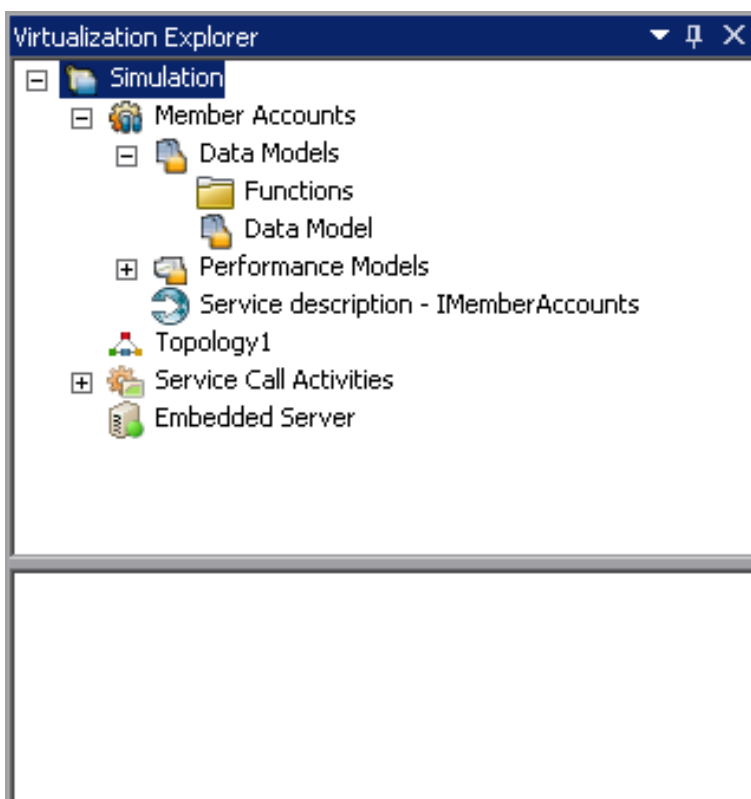 Virtualization Explorer
Simulation
Member Accounts
Data Models
Functions
Data Model
Performance Models
Service description - IMemberAccounts
Topology1
Service Call Activities
Embedded Server